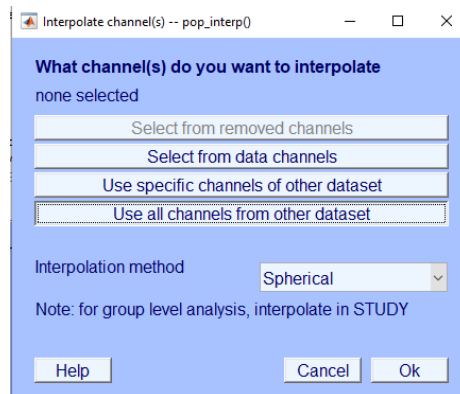 Interpolate channel(s) -- pop_interp()
What channel(s) do you want to interpolate
none selected
Select from removed channels
Select from data channels
Use specific channels of other dataset
Use all channels from other dataset
Interpolation method
Spherical
Note: for group level analysis, interpolate in STUDY
Help
Cancel
Ok